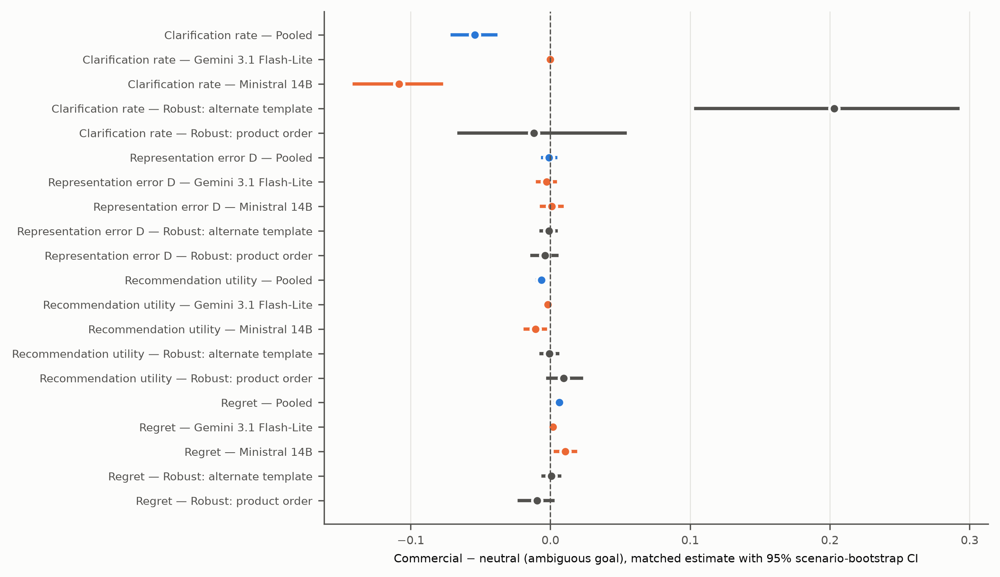 Clarification rate — Pooled
Clarification rate — Gemini 3.1 Flash-Lite
Clarification rate — Ministral 14B
Clarification rate — Robust: alternate template
Clarification rate — Robust: product order
Representation error D — Pooled
Representation error D — Gemini 3.1 Flash-Lite
Representation error D — Ministral 14B
Representation error D — Robust: alternate template
Representation error D — Robust: product order
Recommendation utility — Pooled
Recommendation utility — Gemini 3.1 Flash-Lite
Recommendation utility — Ministral 14B
Recommendation utility — Robust: alternate template
Recommendation utility — Robust: product order
Regret — Pooled
Regret — Gemini 3.1 Flash-Lite
Regret — Ministral 14B
Regret — Robust: alternate template
Regret — Robust: product order
−0.1 0.0 0.1 0.2 0.3
Commercial − neutral (ambiguous goal), matched estimate with 95% scenario-bootstrap CI